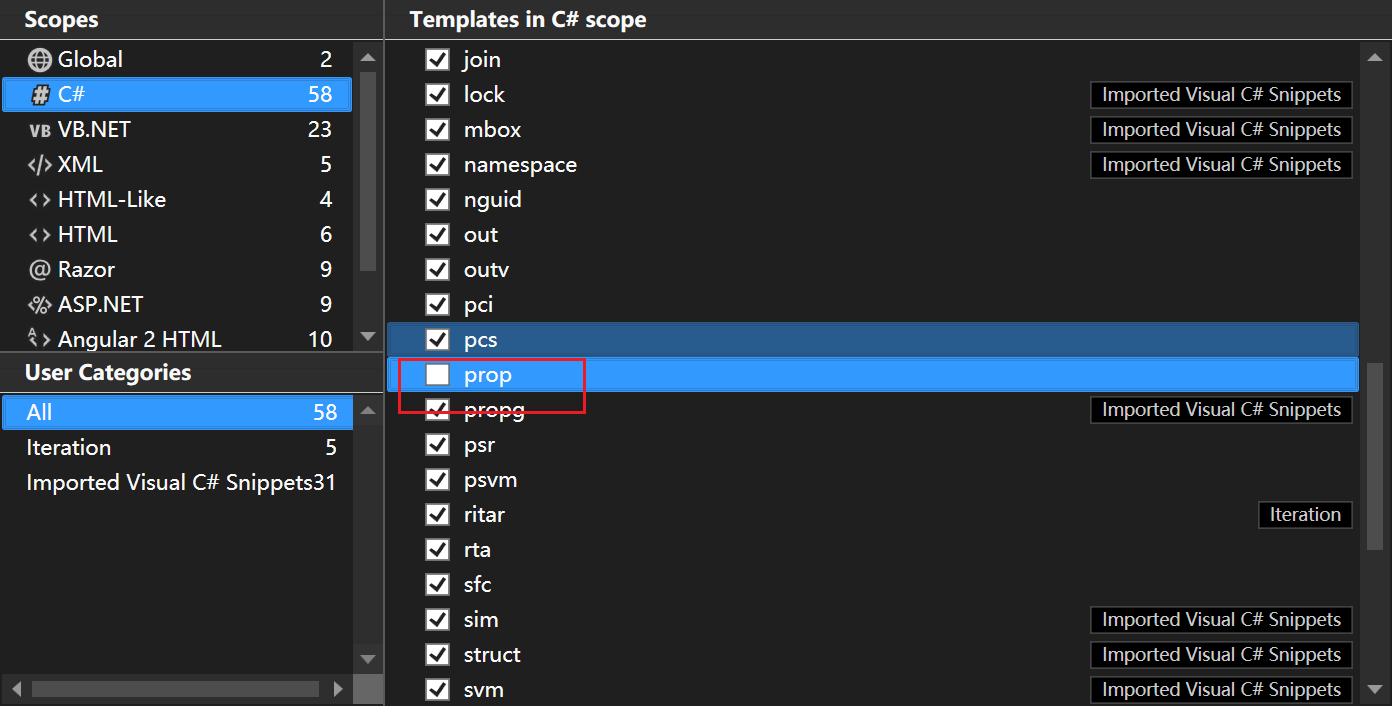 Scopes
Global 2
C# 58
VB.NET 23
XML 5
HTML-Like 4
HTML 6
Razor 9
ASP.NET 9
Angular 2 HTML 10
User Categories
All 58
Iteration 5
Imported Visual C# Snippets31
Templates in C# scope
join
lock Imported Visual C# Snippets
mbox Imported Visual C# Snippets
namespace Imported Visual C# Snippets
nguid
out
outv
pci
pcs
prop
propg Imported Visual C# Snippets
psr
psvm
ritar Iteration
rta
sfc
sim Imported Visual C# Snippets
struct Imported Visual C# Snippets
svm Imported Visual C# Snippets